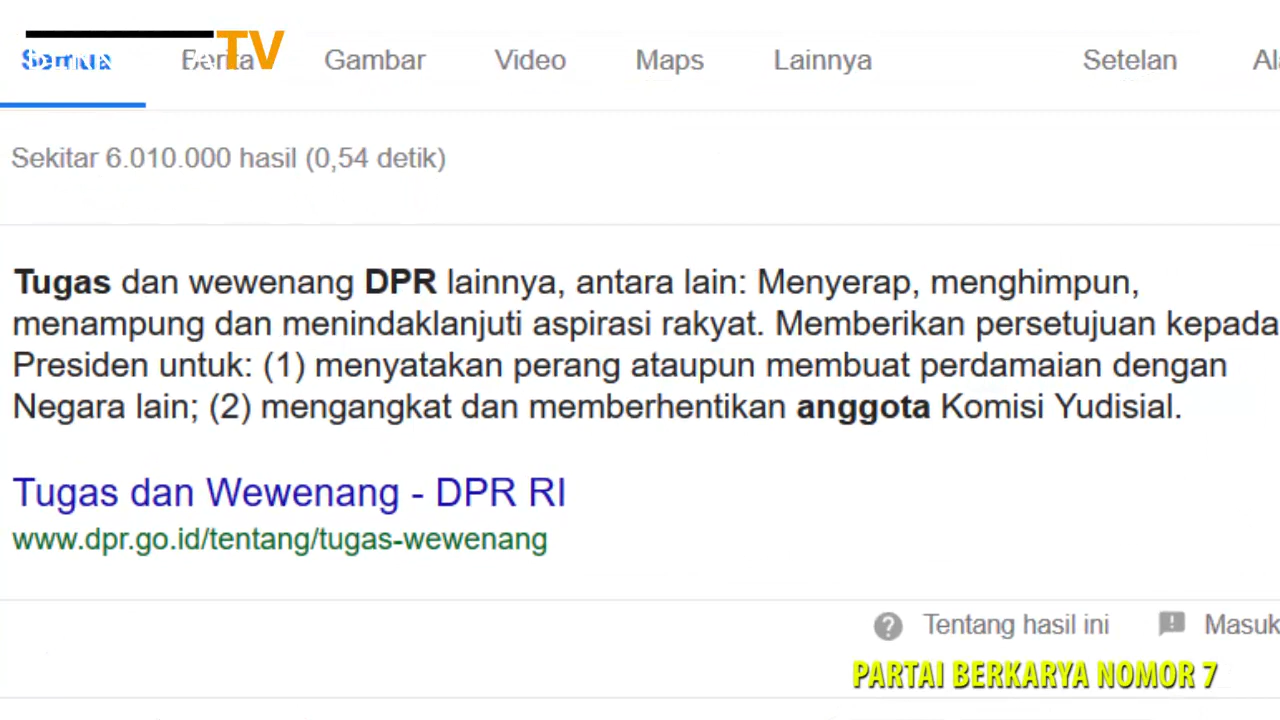 TV
Semua Berita Gambar Video Maps Lainnya Setelan
Sekitar 6.010.000 hasil (0,54 detik)
Tugas dan wewenang DPR lainnya, antara lain: Menyerap, menghimpun,
menampung dan menindaklanjuti aspirasi rakyat. Memberikan persetujuan kepada
Presiden untuk: (1) menyatakan perang ataupun membuat perdamaian dengan
Negara lain; (2) mengangkat dan memberhentikan anggota Komisi Yudisial.
Tugas dan Wewenang - DPR RI
www.dpr.go.id/tentang/tugas-wewenang
Tentang hasil ini Masuk
PARTAI BERKARYA NOMOR 7